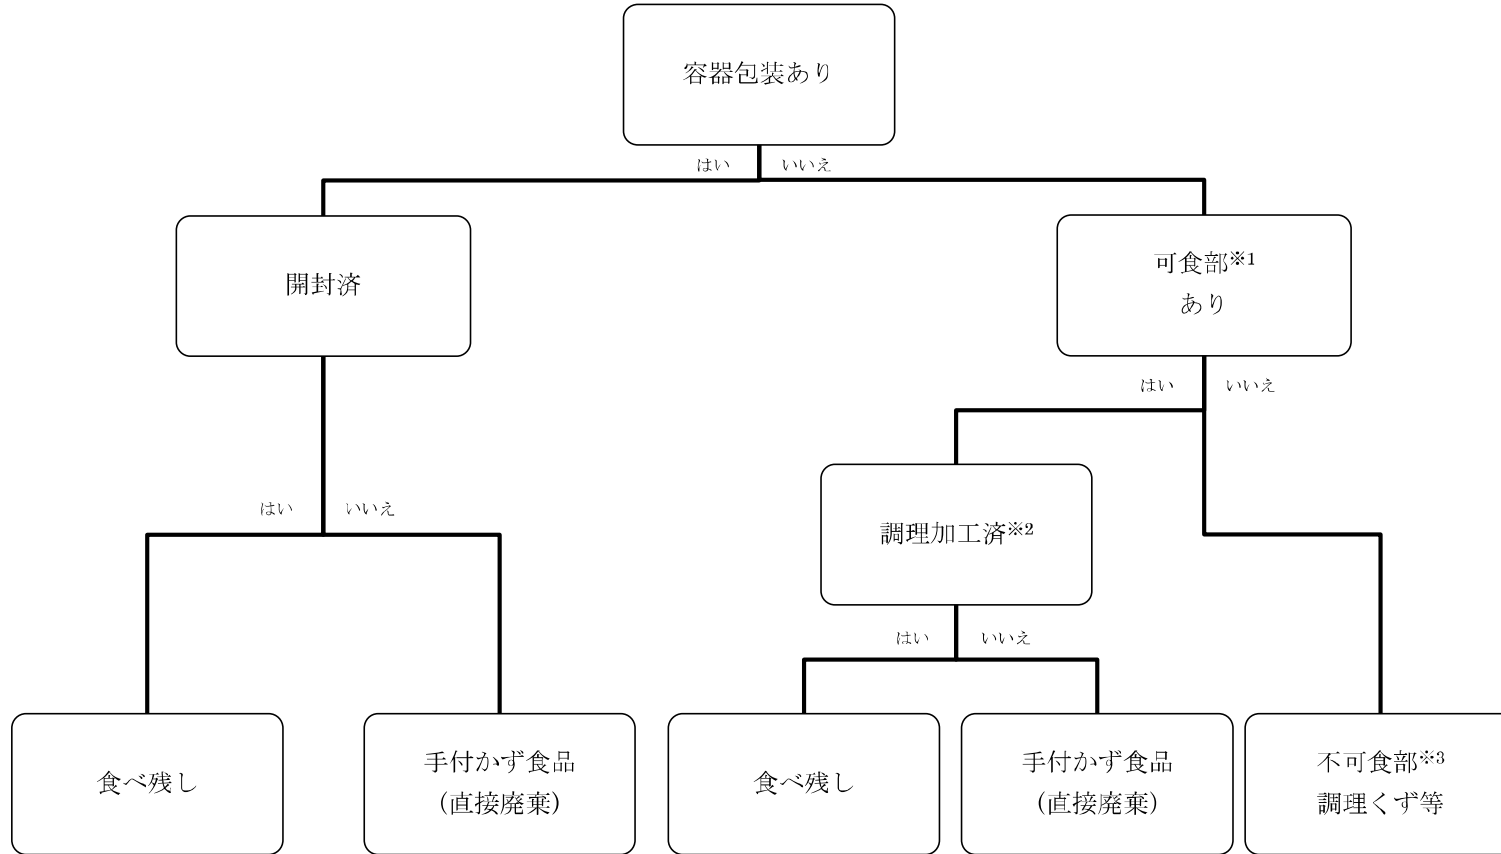 容器包装あり
はい
いいえ
開封済
可食部※1
あり
はい
いいえ
はい
いいえ
調理加工済※2
はい
いいえ
食べ残し
手付かず食品
(直接廃棄)
食べ残し
手付かず食品
(直接廃棄)
不可食部※3
調理くず等